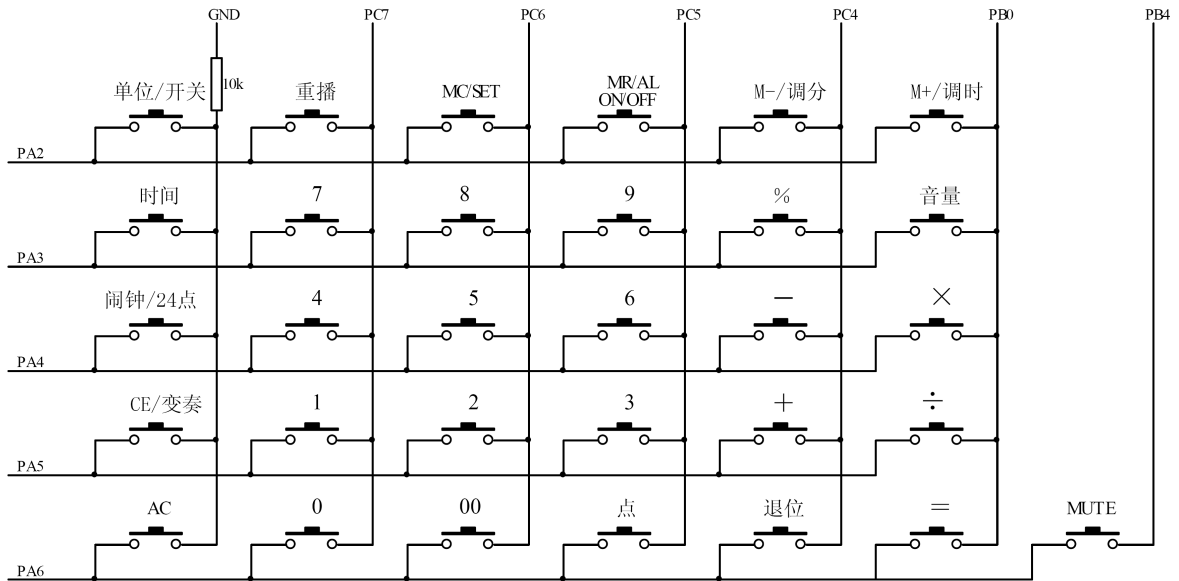 GND PC7 PC6 PC5 PC4 PB0 PB4
10k
单位/开关 重播 MC/SET MR/AL M-/调分 M+/调时
ON/OFF
PA2
时间 7 8 9 % 音量
PA3
闹钟/24点 4 5 6 － ×
PA4
CE/变奏 1 2 3 ＋ ÷
PA5
AC 0 00 点 退位 ＝ MUTE
PA6